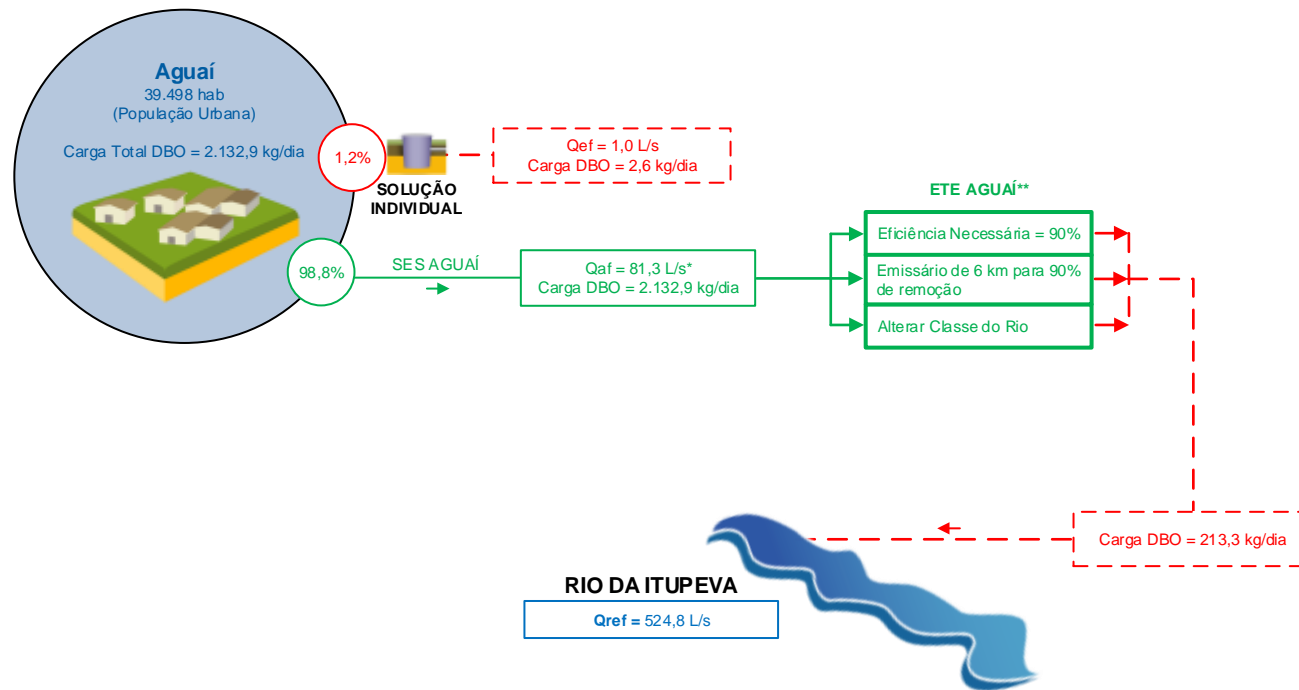 Aguaí
39.498 hab
(População Urbana)
Carga Total DBO = 2.132,9 kg/dia
1,2%
SOLUÇÃO
INDIVIDUAL
Qef = 1,0 L/s
Carga DBO = 2,6 kg/dia
98,8%
SES AGUAÍ
Qaf = 81,3 L/s*
Carga DBO = 2.132,9 kg/dia
ETE AGUAÍ**
Eficiência Necessária = 90%
Emissário de 6 km para 90%
de remoção
Alterar Classe do Rio
Carga DBO = 213,3 kg/dia
RIO DA ITUPEVA
Qref = 524,8 L/s